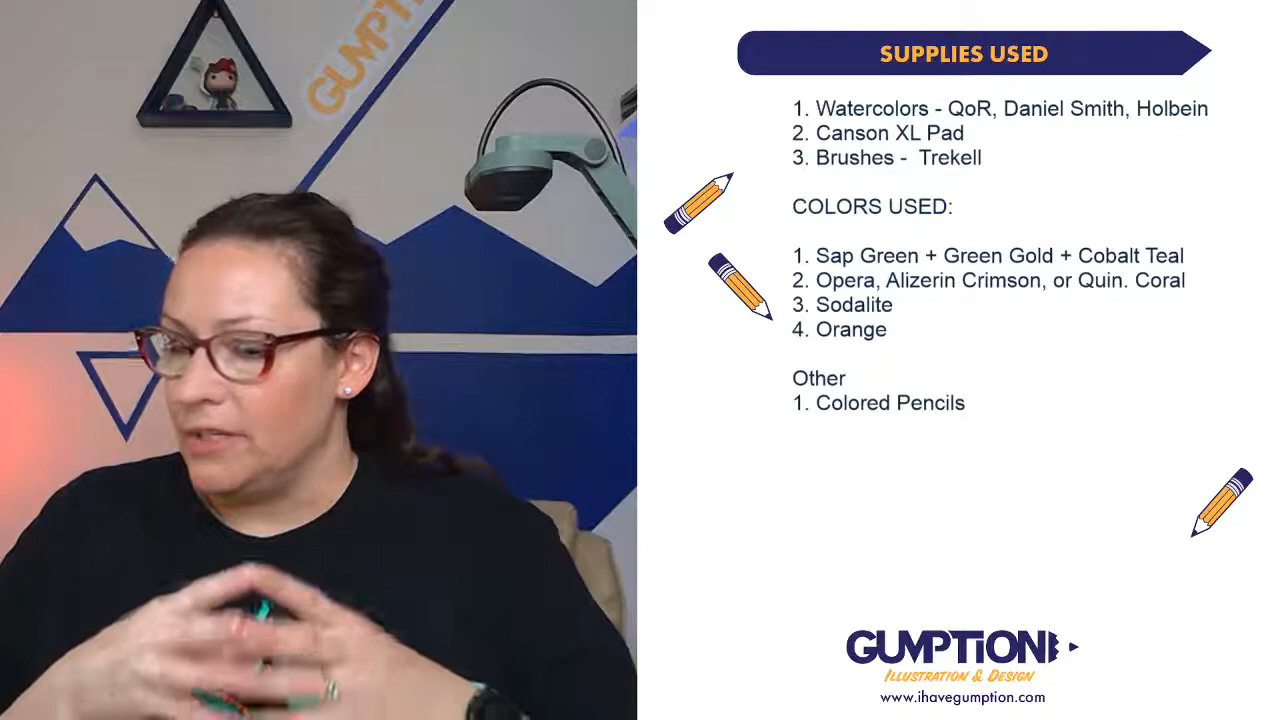 GUMPTION
SUPPLIES USED
1. Watercolors - QoR, Daniel Smith, Holbein
2. Canson XL Pad
3. Brushes - Trekell
COLORS USED:
1. Sap Green + Green Gold + Cobalt Teal
2. Opera, Alizerin Crimson, or Quin. Coral
3. Sodalite
4. Orange
Other
1. Colored Pencils
GUMPTION
ILLUSTRATION & DESIGN
www.ihavegumption.com